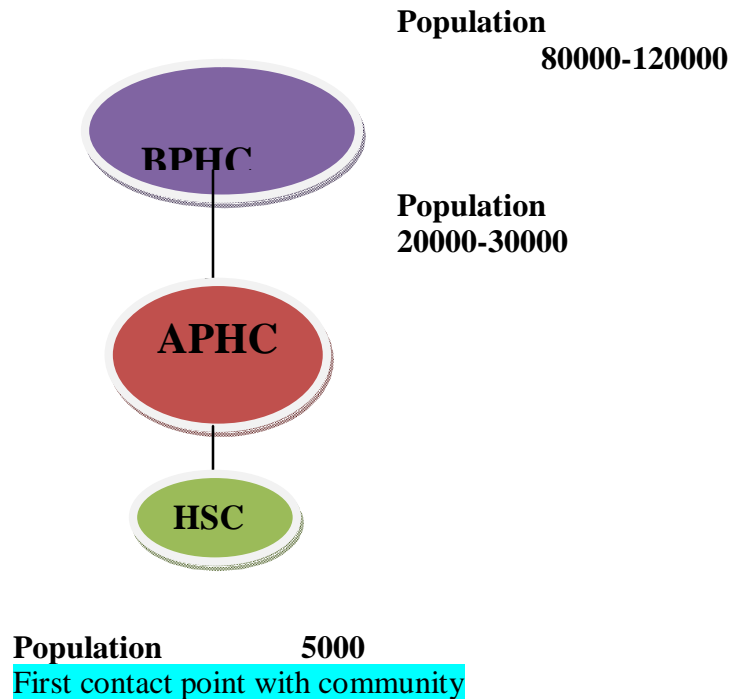 Population
80000-120000
BPHC
Population
20000-30000
APHC
HSC
Population 5000
First contact point with community